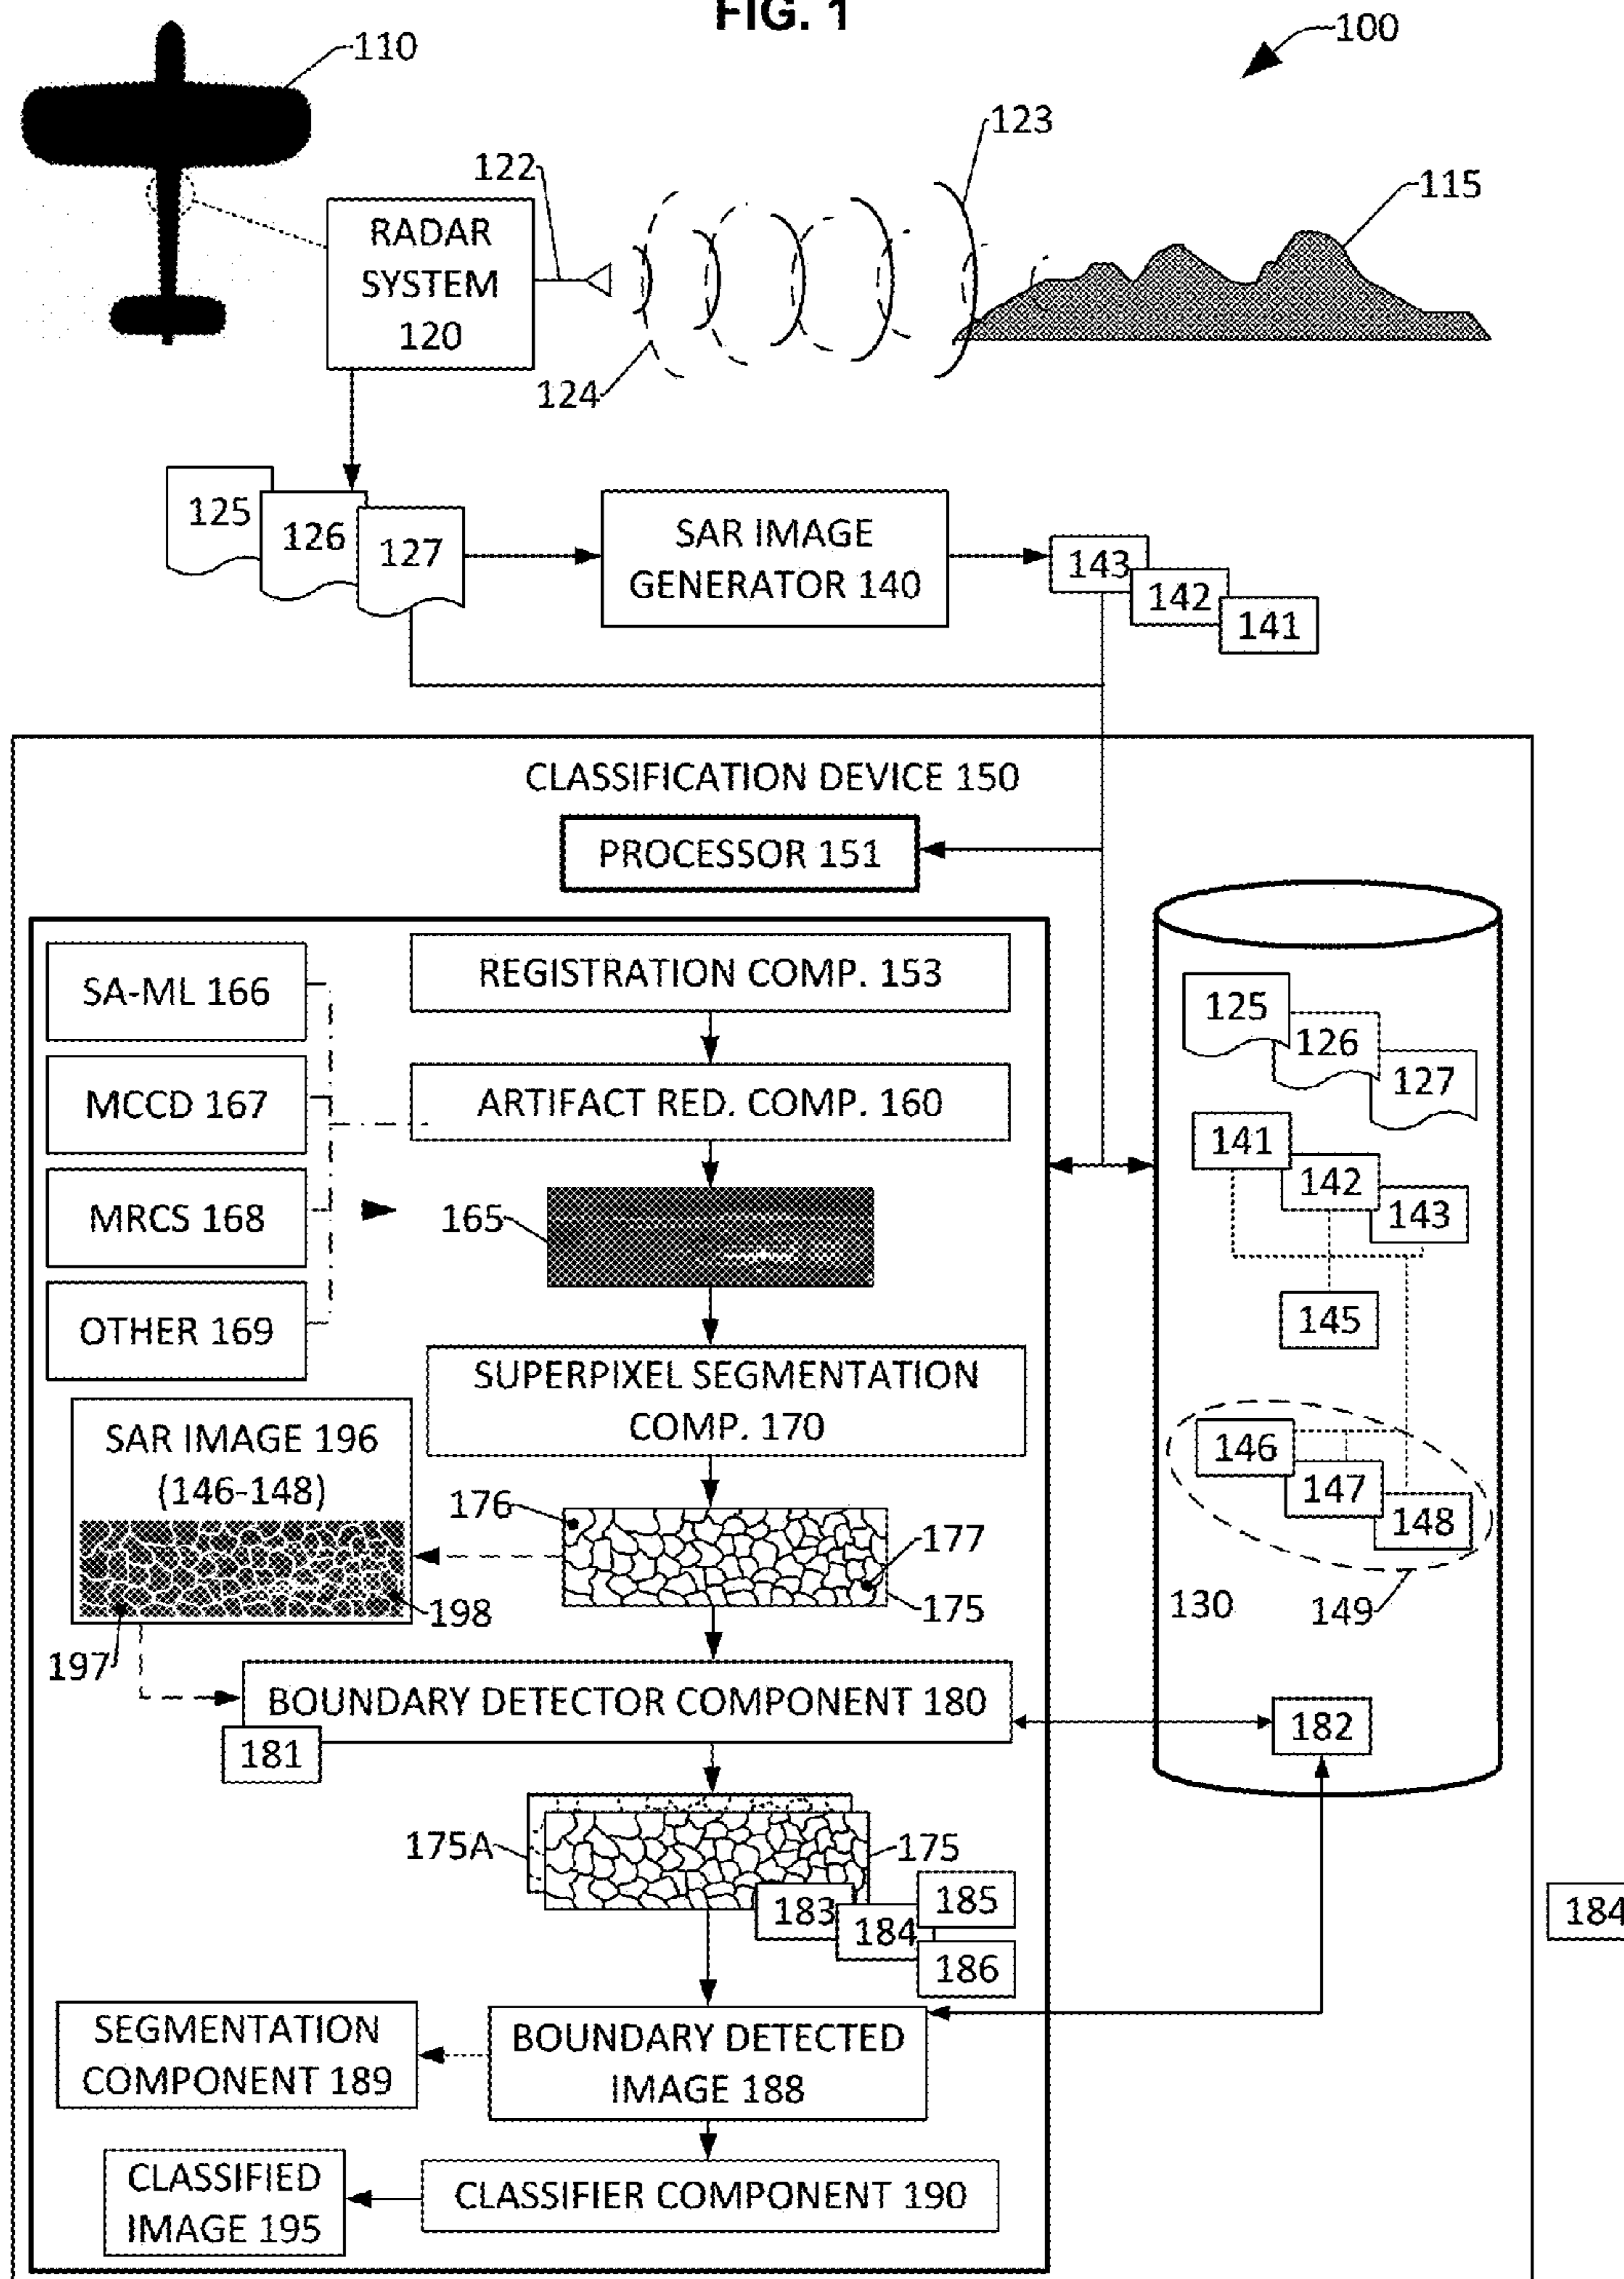 FIG. 1
100
110
123
122
115
RADAR
SYSTEM
120
124
125
126
127
SAR IMAGE
GENERATOR 140
143
142
141
CLASSIFICATION DEVICE 150
PROCESSOR 151
SA-ML 166
MCCD 167
MRCS 168
OTHER 169
REGISTRATION COMP. 153
ARTIFACT RED. COMP. 160
165
SUPERPIXEL SEGMENTATION
COMP. 170
SAR IMAGE 196
(146-148)
176
177
175
198
197
BOUNDARY DETECTOR COMPONENT 180
181
175A
175
183
184
185
186
SEGMENTATION
COMPONENT 189
BOUNDARY DETECTED
IMAGE 188
CLASSIFIED
IMAGE 195
CLASSIFIER COMPONENT 190
125
126
127
141
142
143
145
146
147
148
130
149
182
184